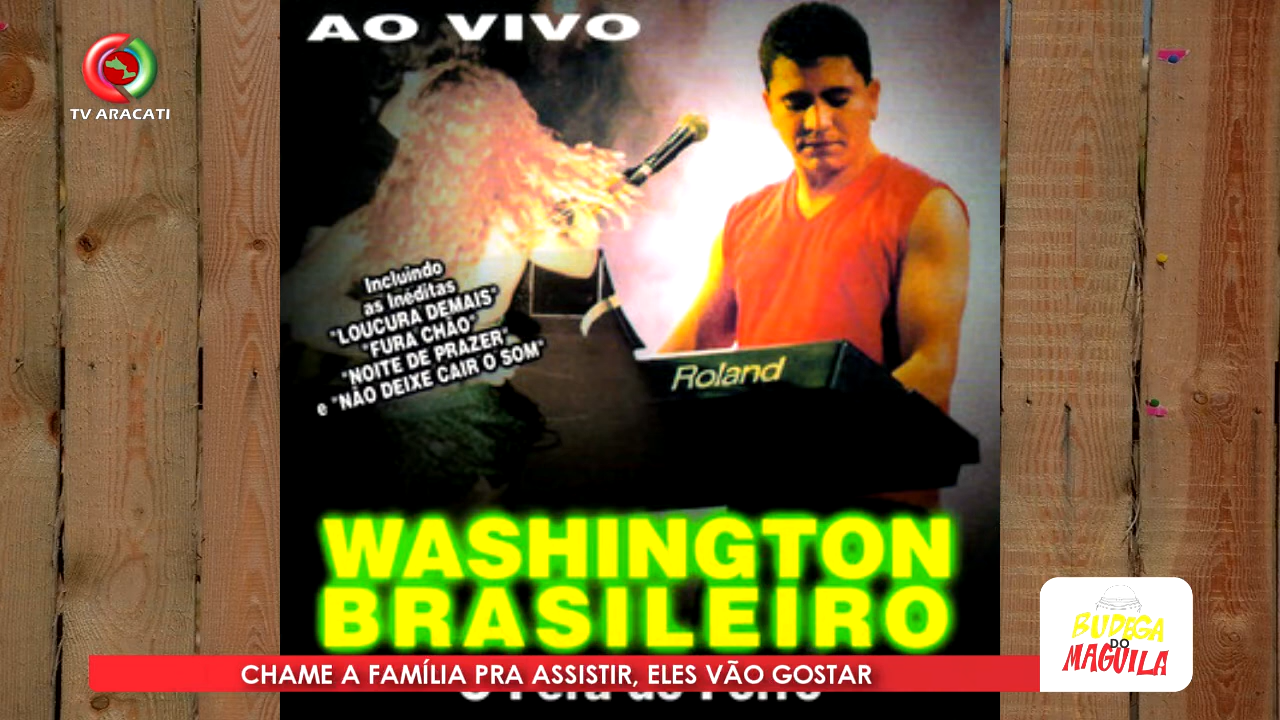 AO VIVO
TV ARACATI
Incluindo
as Inéditas
"LOUCURA DEMAIS"
"FURA CHÃO"
"NOITE DE PRAZER"
e "NÃO DEIXE CAIR O SOM"
Roland
WASHINGTON
BRASILEIRO
CHAME A FAMÍLIA PRA ASSISTIR, ELES VÃO GOSTAR
BUDEGA
DO
MAGUILA